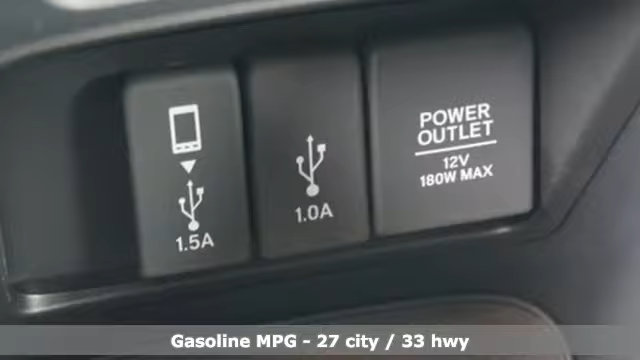 1.5A
1.0A
POWER
OUTLET
12V
180W MAX
Gasoline MPG - 27 city / 33 hwy